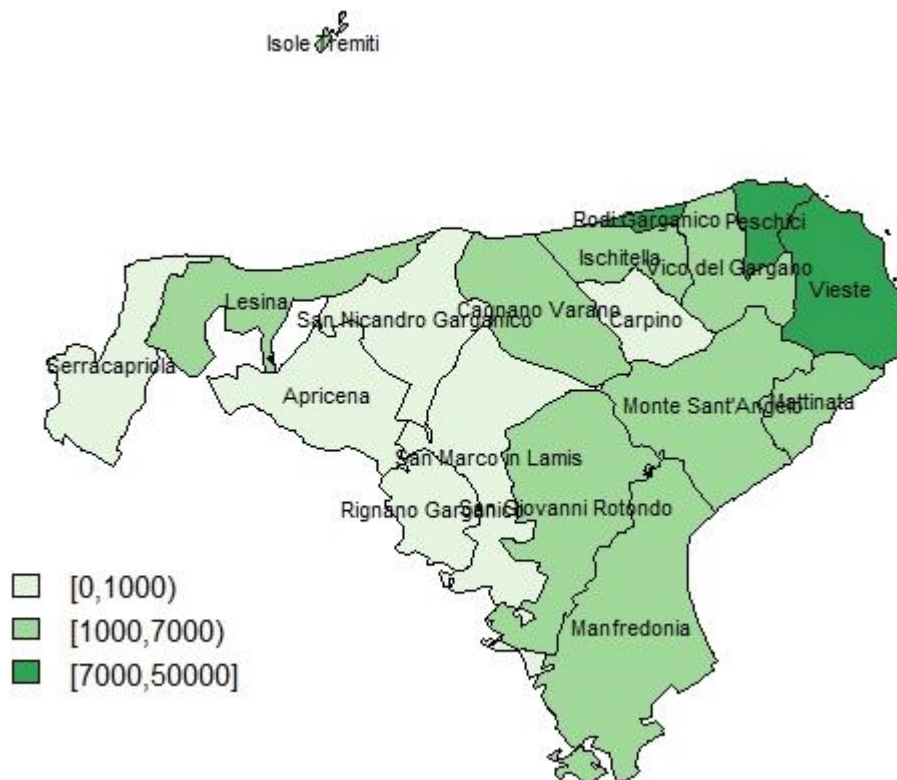 Isole Tremiti
Rodi Garganico
Peschici
Ischitella
Vico del Gargano
Vieste
Lesina
Cagnano Varano
San Nicandro Garganico
Carpino
Serracapriola
Apricena
Monte Sant'Angelo
Mattinata
San Marco in Lamis
Rignano Garganico
San Giovanni Rotondo
Manfredonia
[0,1000)
[1000,7000)
[7000,50000]